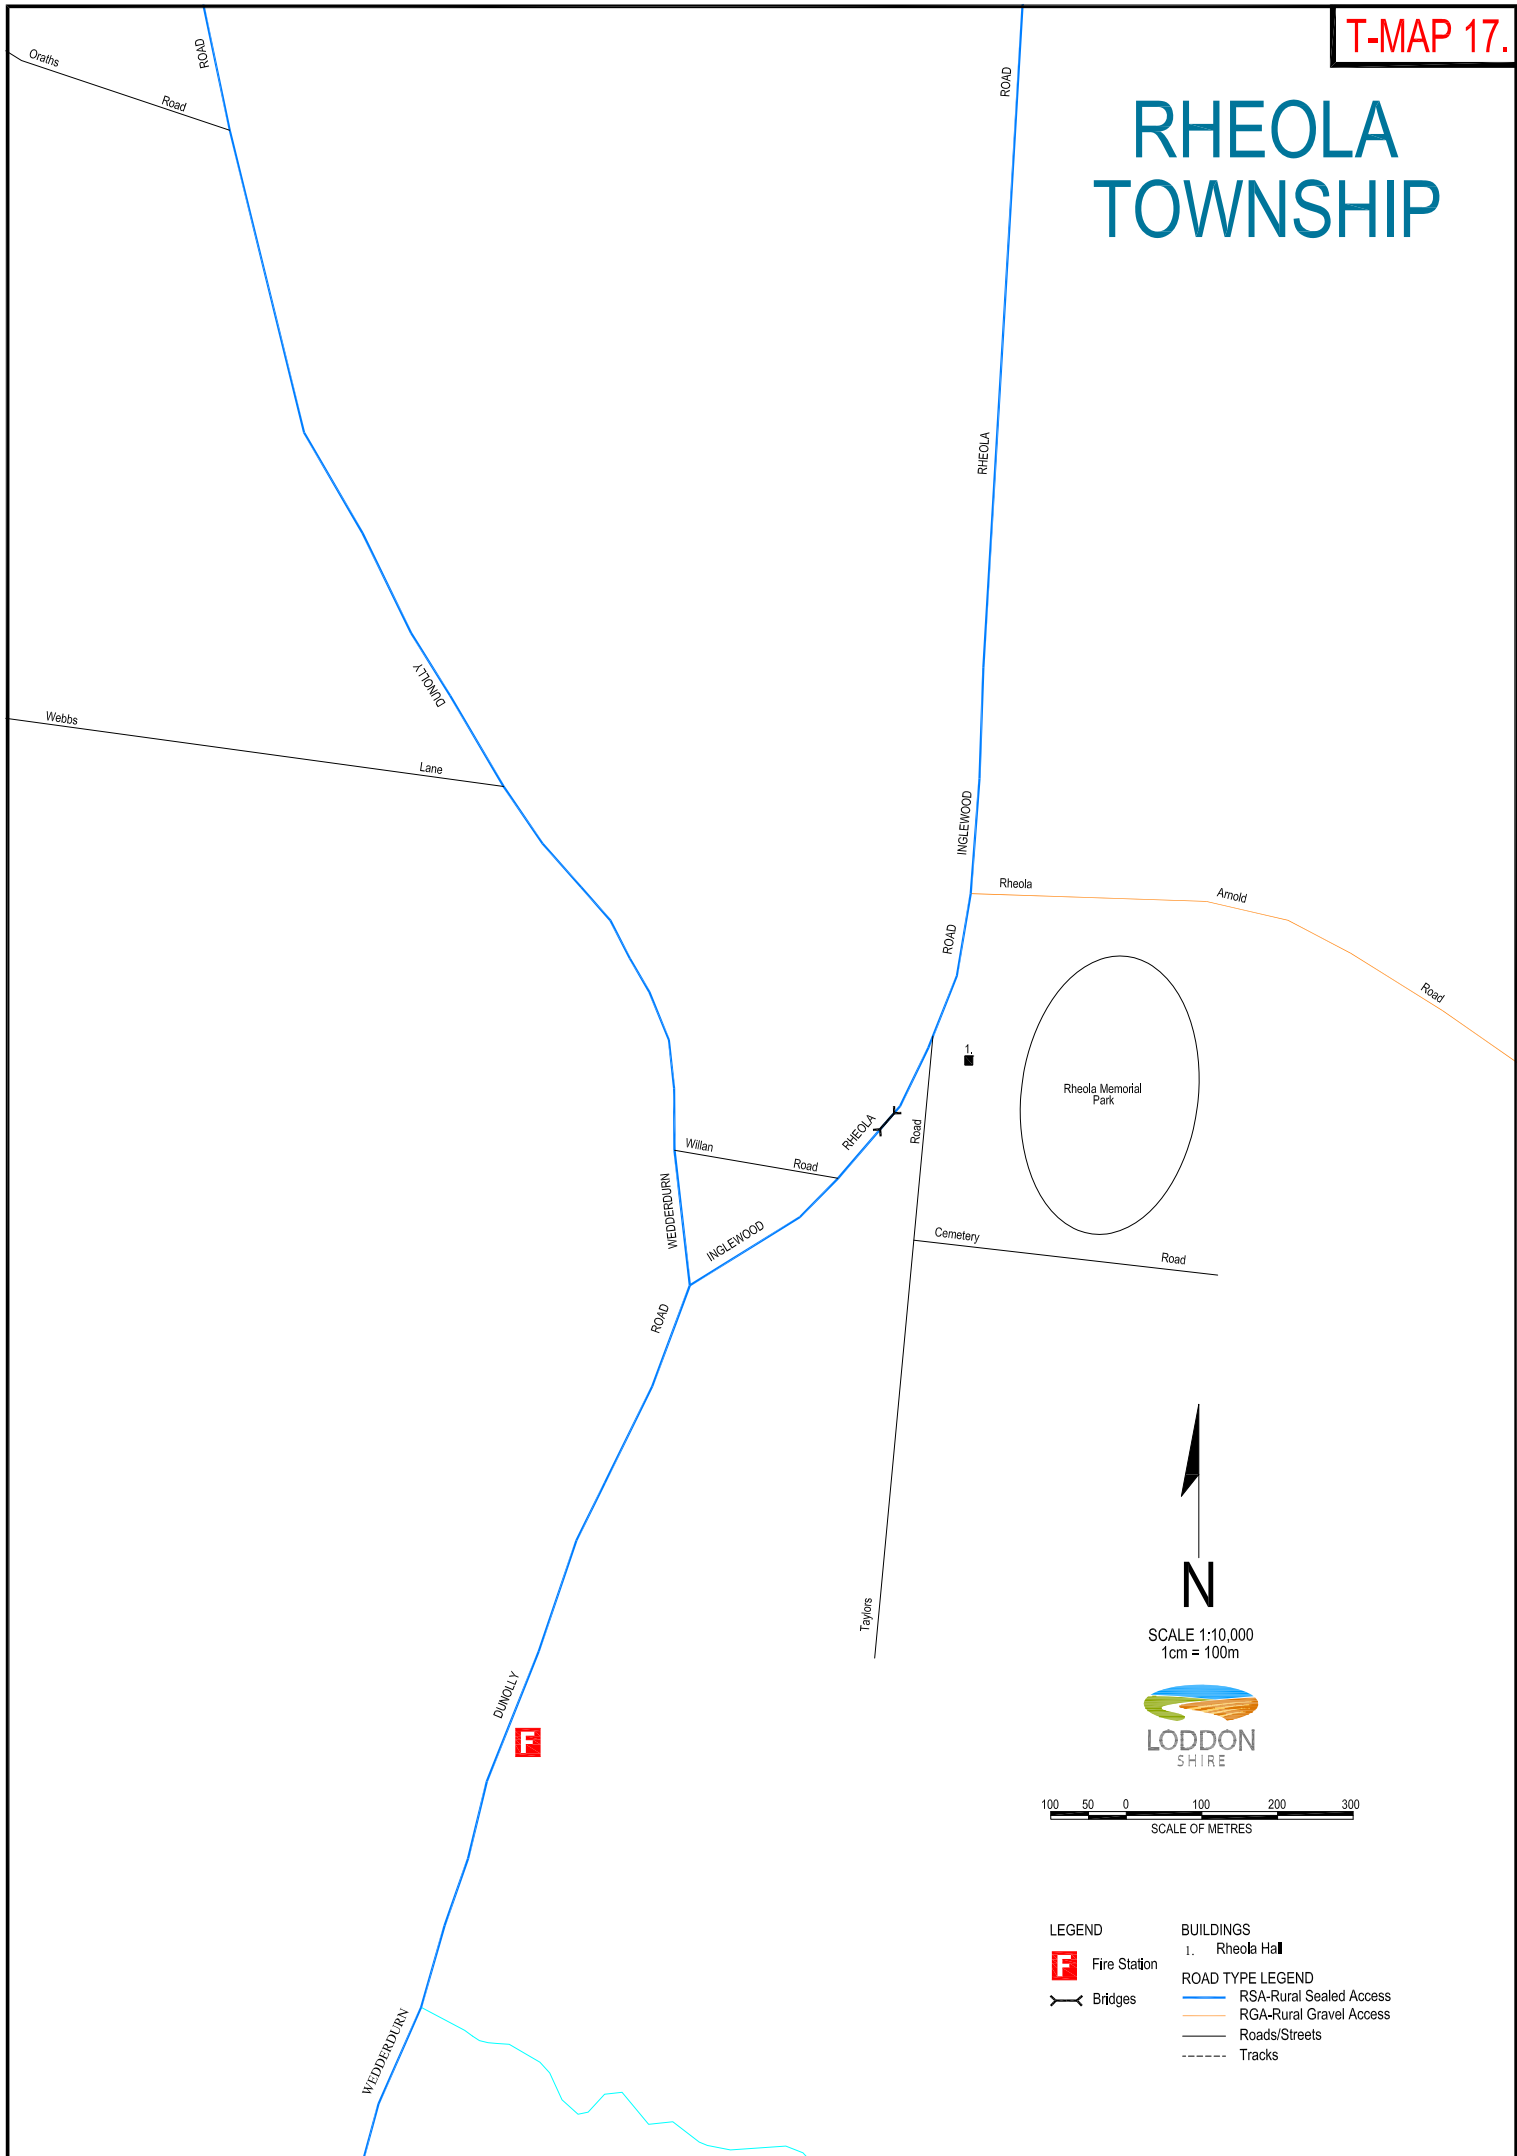 T-MAP 17.
RHEOLA
TOWNSHIP
Oraths
Road
ROAD
ROAD
RHEOLA
DUNOLLY
Webbs
Lane
INGLEWOOD
Rheola
Arnold
Road
ROAD
1.
Rheola Memorial
Park
RHEOLA
Road
Willan
Road
WEDDERDURN
INGLEWOOD
Cemetery
Road
ROAD
Taylors
DUNOLLY
F
WEDDERDURN
N
SCALE 1:10,000
1cm = 100m
LODDON
SHIRE
100 50 0 100 200 300
SCALE OF METRES
LEGEND
F Fire Station
Bridges
BUILDINGS
1. Rheola Hall
ROAD TYPE LEGEND
RSA-Rural Sealed Access
RGA-Rural Gravel Access
Roads/Streets
Tracks